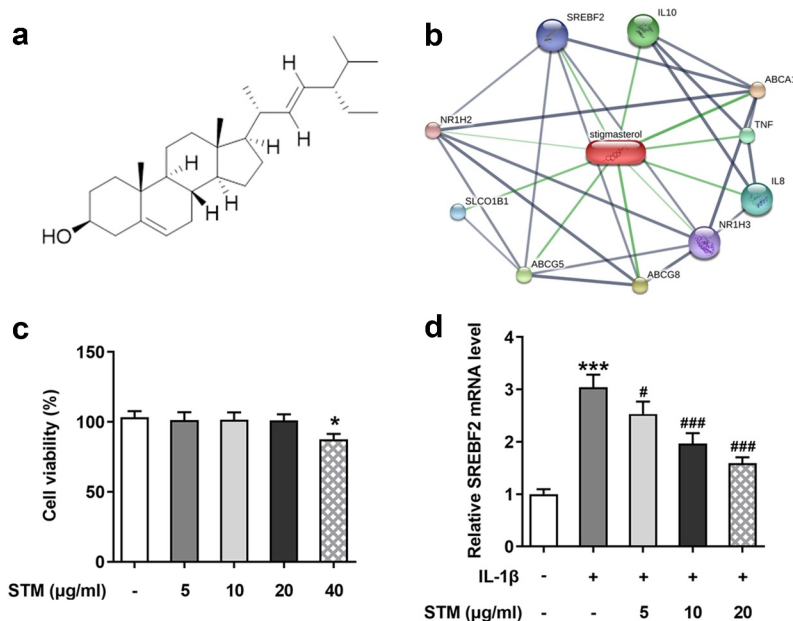 a
H
H
H
H
H
H
HO
b
SREBF2
IL10
ABCA1
NR1H2
TNF
stigmasterol
IL8
SLCO1B1
NR1H3
ABCG5
ABCG8
c
Cell viability (%)
150
100
50
0
*
STM (μg/ml) - 5 10 20 40
d
Relative SREBF2 mRNA level
4
3
2
1
0
***
#
###
###
IL-1β - + + + +
STM (μg/ml) - - 5 10 20